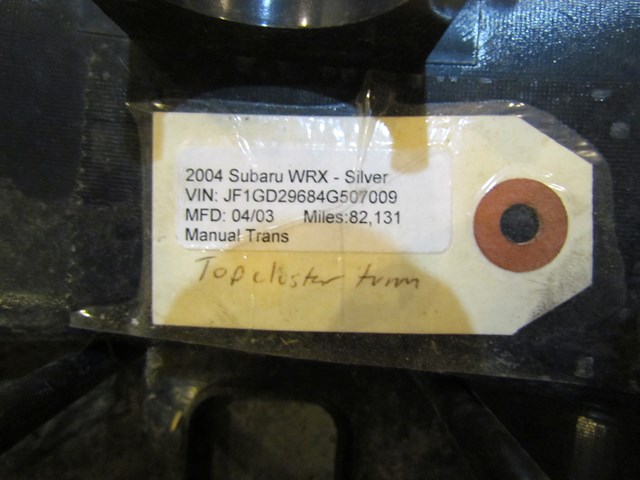 2004 Subaru WRX - Silver
VIN: JF1GD29684G507009
MFD: 04/03 Miles:82,131
Manual Trans
Top cluster trim